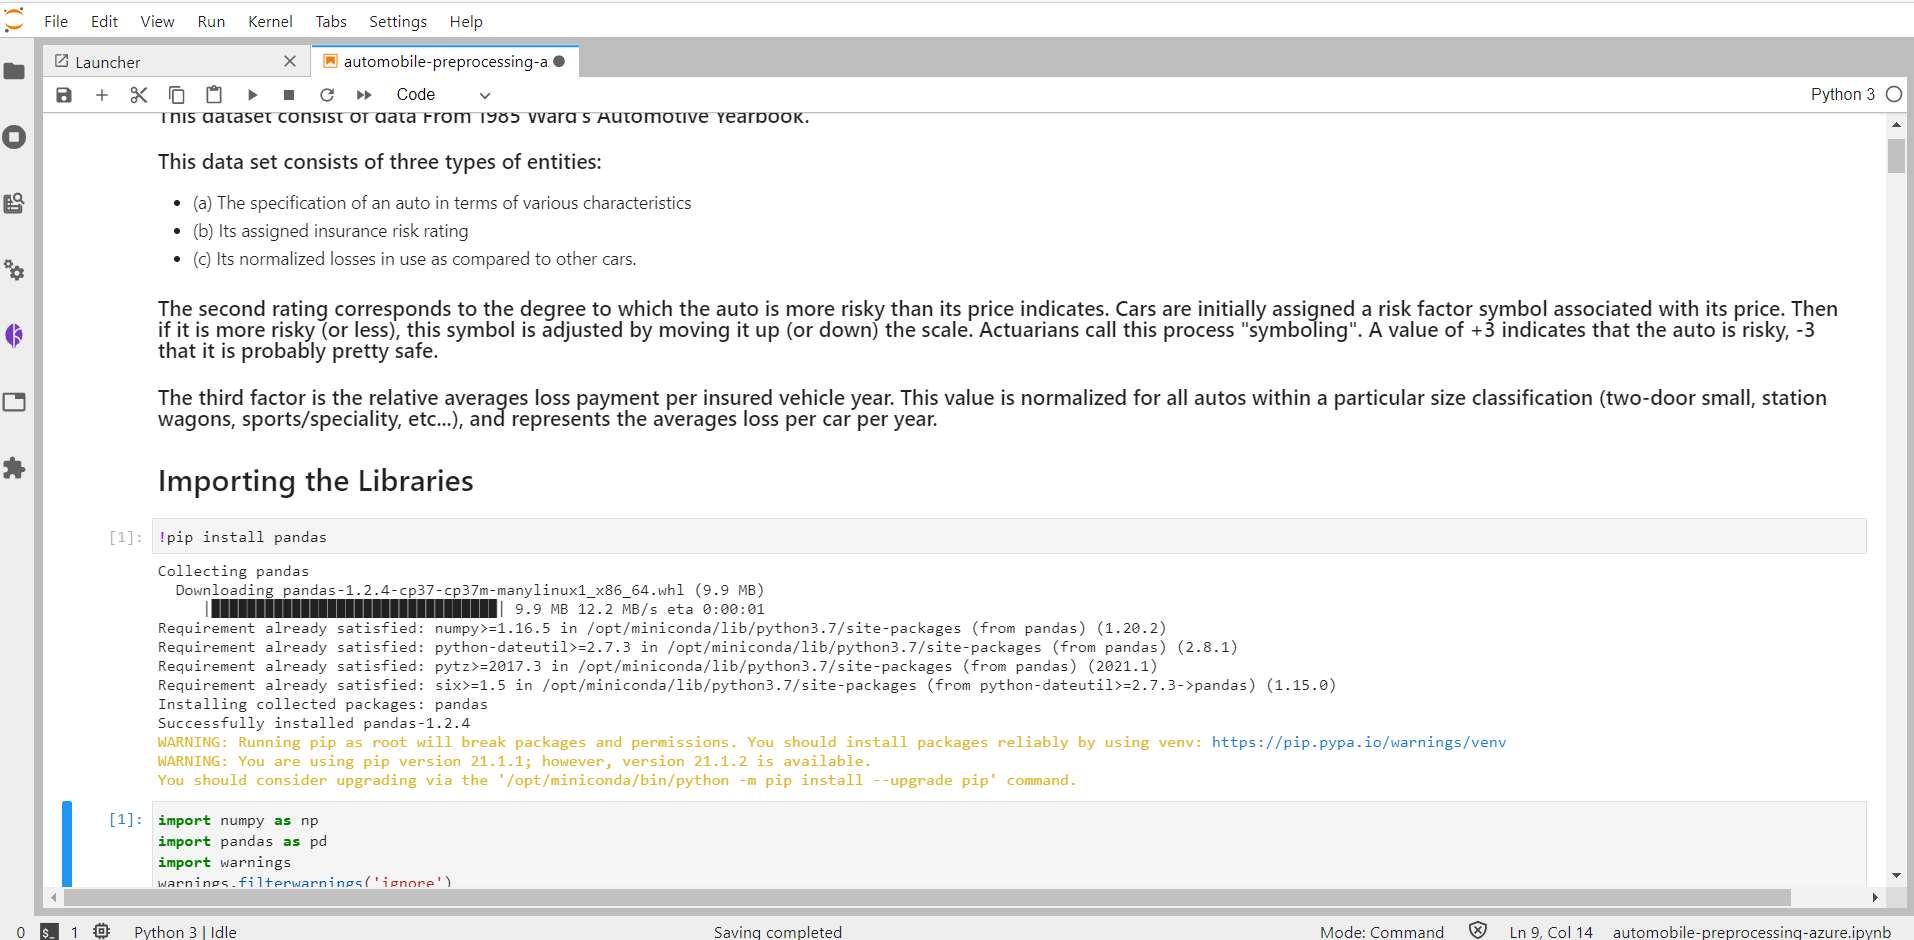 File Edit View Run Kernel Tabs Settings Help
Launcher
automobile-preprocessing-a
Code
Python 3
This dataset consist of data From 1985 Ward's Automotive Yearbook.
This data set consists of three types of entities:
(a) The specification of an auto in terms of various characteristics
(b) Its assigned insurance risk rating
(c) Its normalized losses in use as compared to other cars.
The second rating corresponds to the degree to which the auto is more risky than its price indicates. Cars are initially assigned a risk factor symbol associated with its price. Then
if it is more risky (or less), this symbol is adjusted by moving it up (or down) the scale. Actuarians call this process "symboling". A value of +3 indicates that the auto is risky, -3
that it is probably pretty safe.
The third factor is the relative averages loss payment per insured vehicle year. This value is normalized for all autos within a particular size classification (two-door small, station
wagons, sports/speciality, etc...), and represents the averages loss per car per year.
Importing the Libraries
[1]: !pip install pandas
Collecting pandas
Downloading pandas-1.2.4-cp37-cp37m-manylinux1_x86_64.whl (9.9 MB)
| 9.9 MB 12.2 MB/s eta 0:00:01
Requirement already satisfied: numpy>=1.16.5 in /opt/miniconda/lib/python3.7/site-packages (from pandas) (1.20.2)
Requirement already satisfied: python-dateutil>=2.7.3 in /opt/miniconda/lib/python3.7/site-packages (from pandas) (2.8.1)
Requirement already satisfied: pytz>=2017.3 in /opt/miniconda/lib/python3.7/site-packages (from pandas) (2021.1)
Requirement already satisfied: six>=1.5 in /opt/miniconda/lib/python3.7/site-packages (from python-dateutil>=2.7.3->pandas) (1.15.0)
Installing collected packages: pandas
Successfully installed pandas-1.2.4
WARNING: Running pip as root will break packages and permissions. You should install packages reliably by using venv: https://pip.pypa.io/warnings/venv
WARNING: You are using pip version 21.1.1; however, version 21.1.2 is available.
You should consider upgrading via the '/opt/miniconda/bin/python -m pip install --upgrade pip' command.
[1]: import numpy as np
import pandas as pd
import warnings
warnings.filterwarnings('ignore')
0 $_ 1 Python 3 | Idle Saving completed Mode: Command Ln 9, Col 14 automobile-preprocessing-azure.ipynb